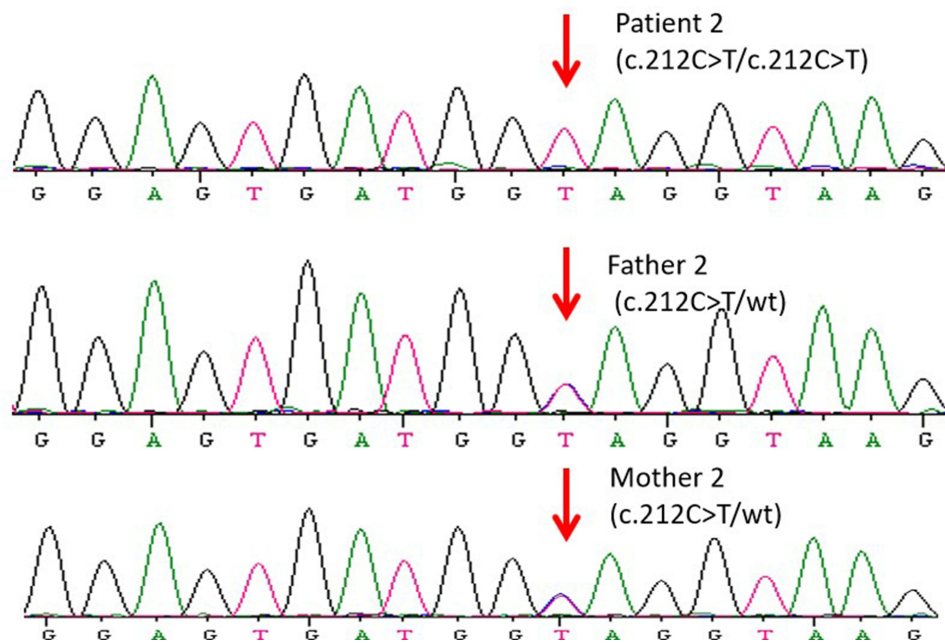 Patient 2
(c.212C>T/c.212C>T)
G G A G T G A T G G T A G G T A A G
Father 2
(c.212C>T/wt)
G G A G T G A T G G T A G G T A A G
Mother 2
(c.212C>T/wt)
G G A G T G A T G G T A G G T A A G